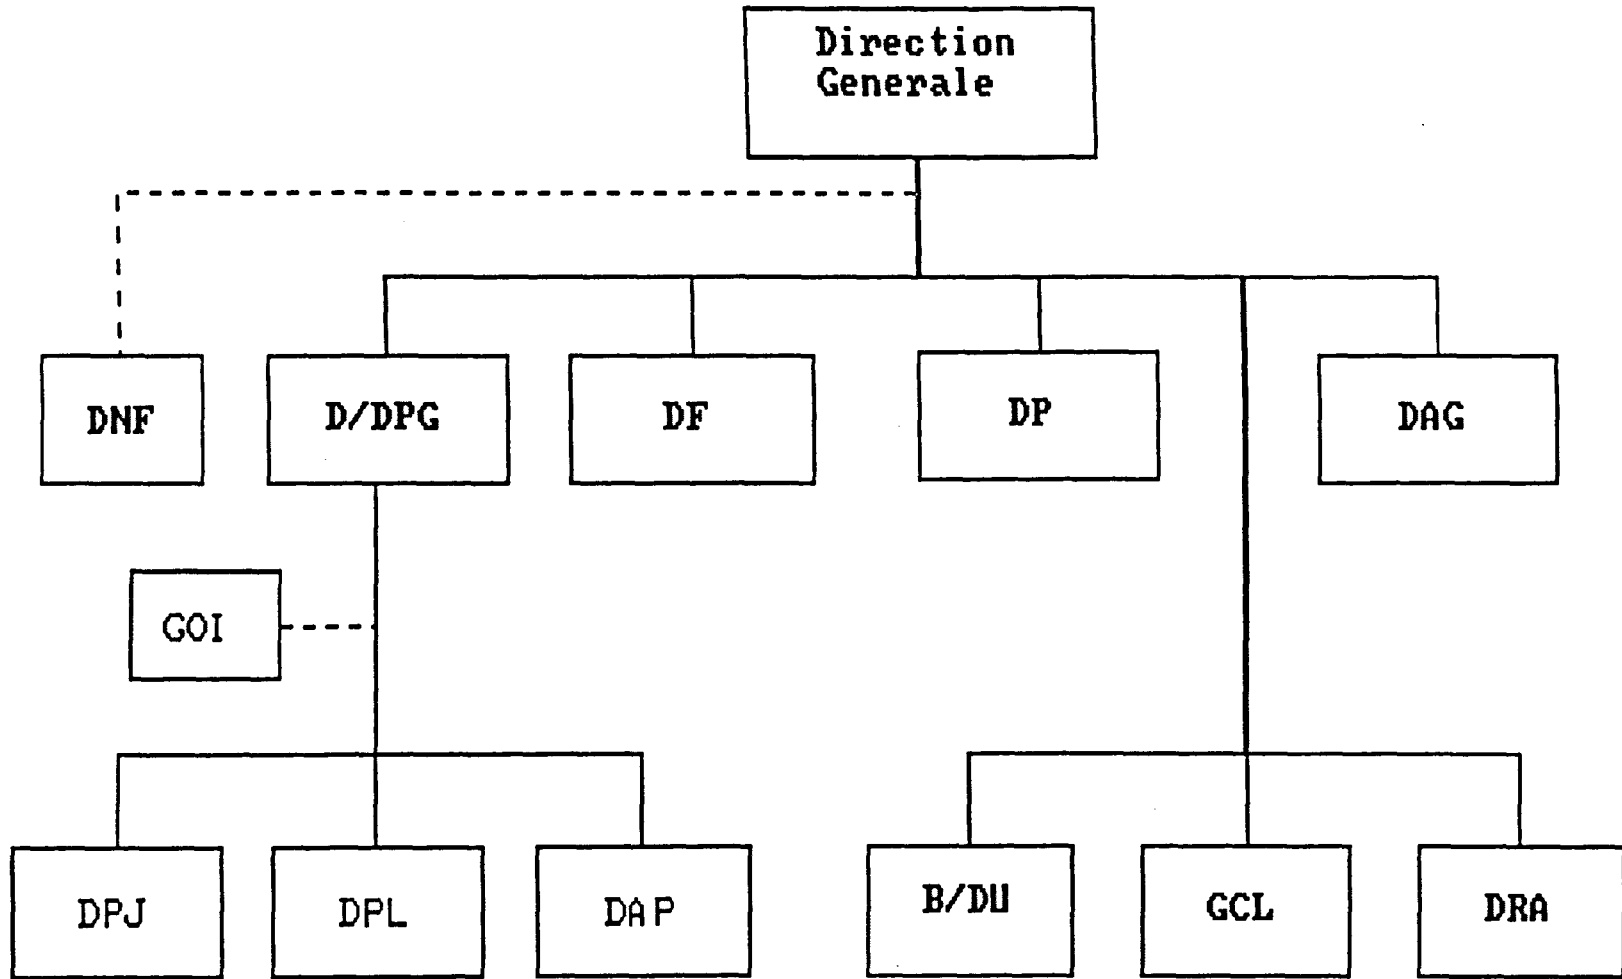 Direction
Generale
DNF
D/DPG
DF
DP
DAG
GOI
DPJ
DPL
DAP
B/DU
GCL
DRA